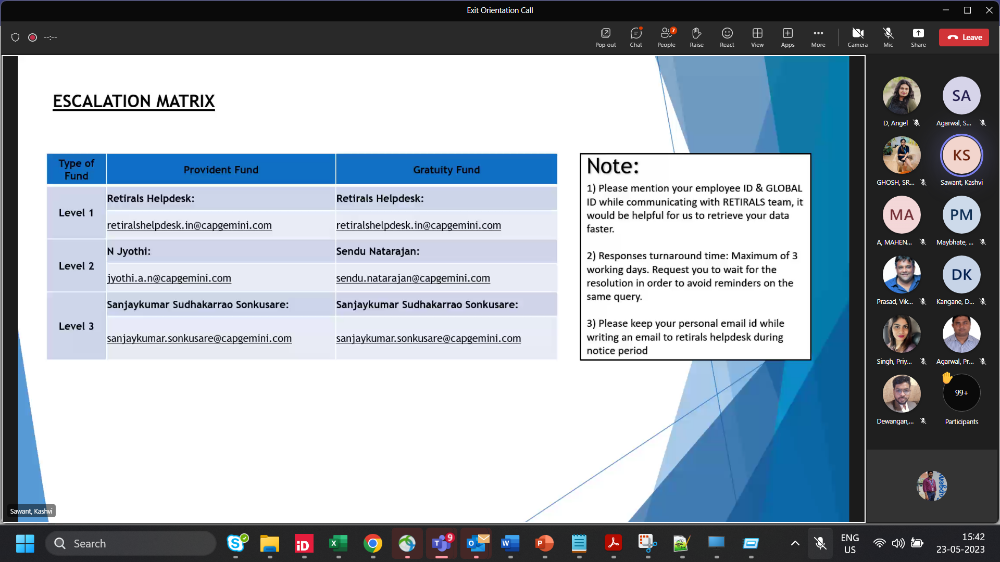 Exit Orientation Call
--:--
Pop out
Chat
7
People
Raise
React
View
Apps
More
Camera
Mic
Share
Leave
ESCALATION MATRIX
Type of Fund
Provident Fund
Gratuity Fund
Level 1
Retirals Helpdesk:
Retirals Helpdesk:
retiralshelpdesk.in@capgemini.com
retiralshelpdesk.in@capgemini.com
Level 2
N Jyothi:
Sendu Natarajan:
jyothi.a.n@capgemini.com
sendu.natarajan@capgemini.com
Level 3
Sanjaykumar Sudhakarrao Sonkusare:
Sanjaykumar Sudhakarrao Sonkusare:
sanjaykumar.sonkusare@capgemini.com
sanjaykumar.sonkusare@capgemini.com
Note:
1) Please mention your employee ID & GLOBAL
ID while communicating with RETIRALS team, it
would be helpful for us to retrieve your data
faster.
2) Responses turnaround time: Maximum of 3
working days. Request you to wait for the
resolution in order to avoid reminders on the
same query.
3) Please keep your personal email id while
writing an email to retirals helpdesk during
notice period
D, Angel
SA
Agarwal, S...
GHOSH, SR...
KS
Sawant, Kashvi
MA
A, MAHEN...
PM
Maybhate, ...
Prasad, Vik...
DK
Kangane, D...
Singh, Priy...
Agarwal, Pr...
Dewangan,...
99+
Participants
Sawant, Kashvi
Search
9
ENG
US
15:42
23-05-2023